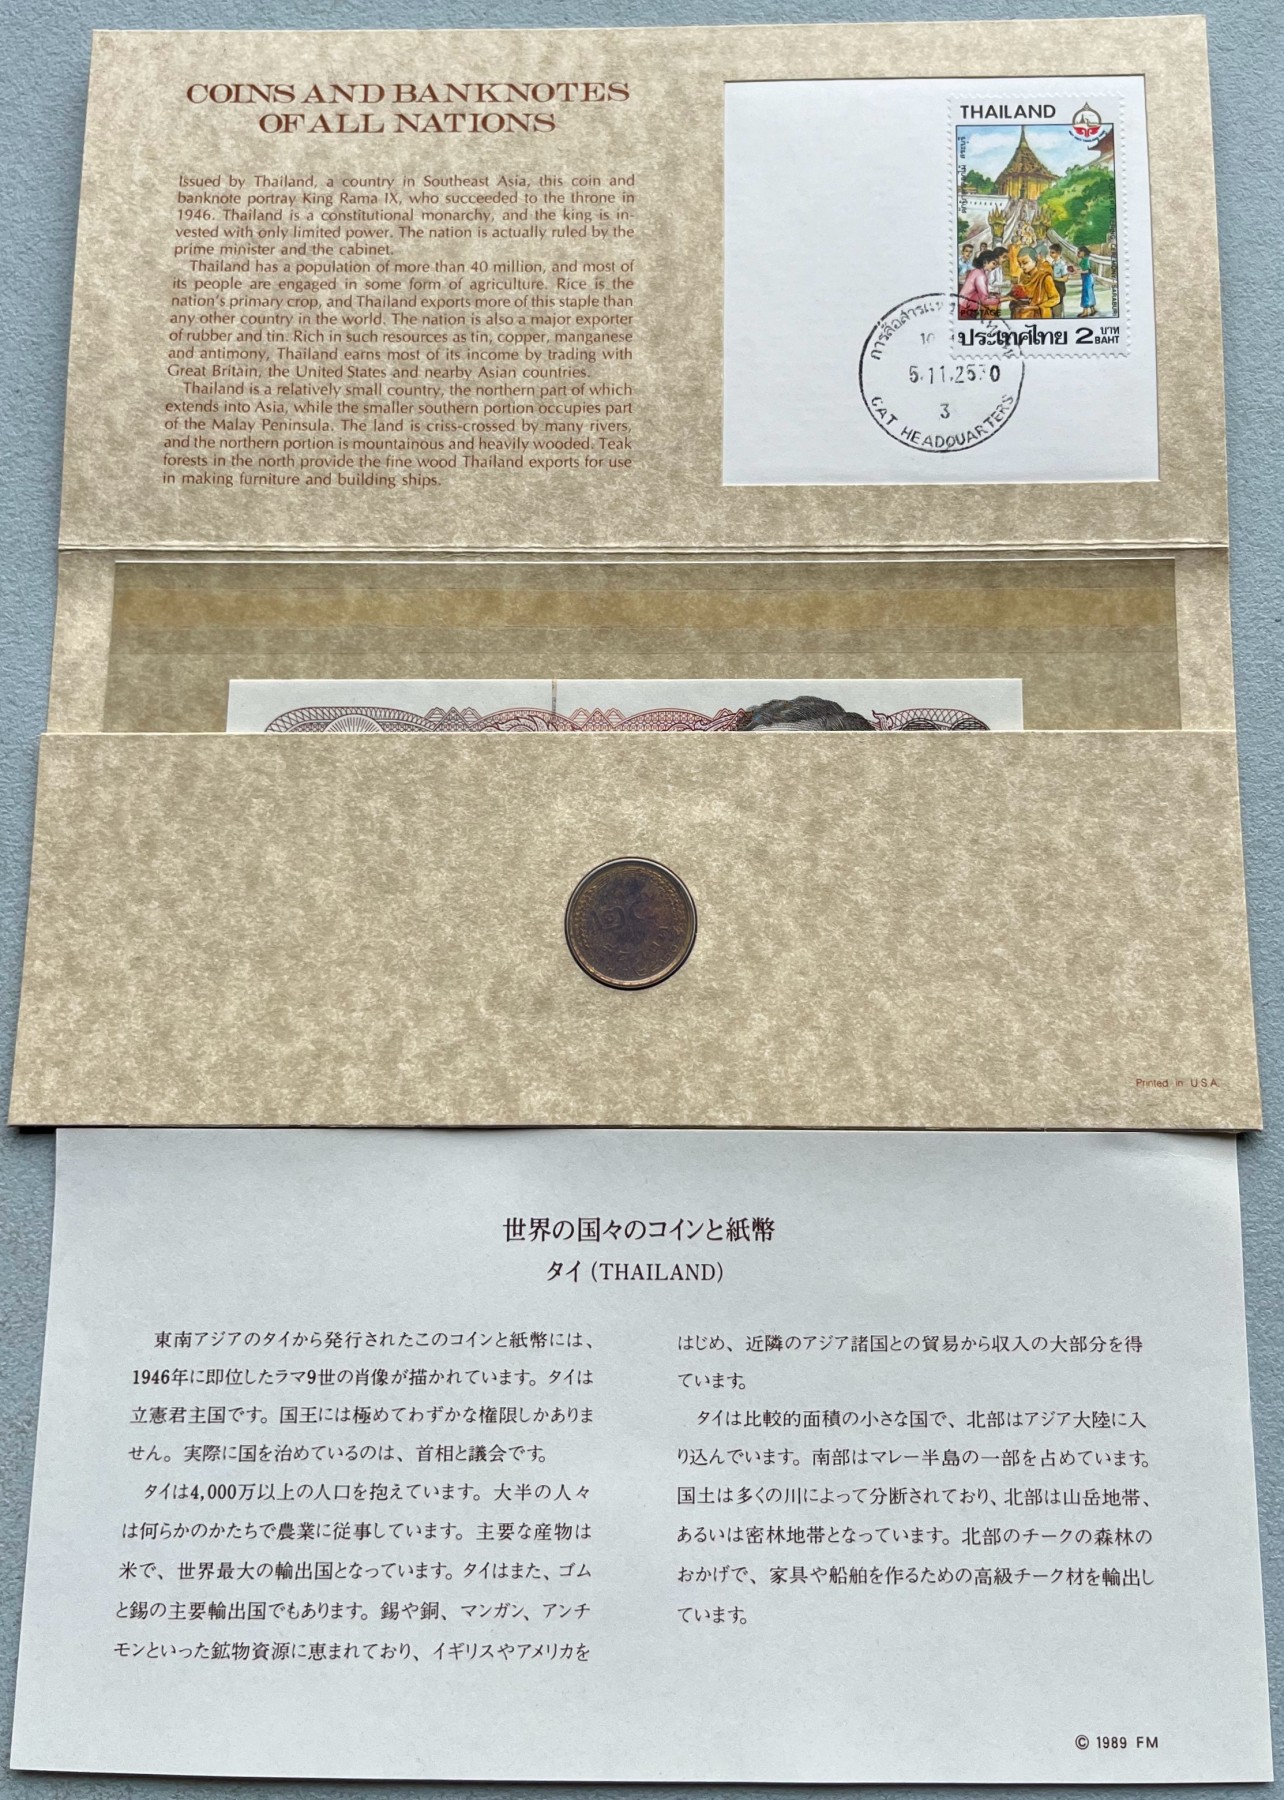 COINS AND BANKNOTES
OF ALL NATIONS
Issued by Thailand, a country in Southeast Asia, this coin and
banknote portray King Rama IX, who succeeded to the throne in
1946. Thailand is a constitutional monarchy, and the king is in-
vested with only limited power. The nation is actually ruled by the
prime minister and the cabinet.
Thailand has a population of more than 40 million, and most of
its people are engaged in some form of agriculture. Rice is the
nation's primary crop, and Thailand exports more of this staple than
any other country in the world. The nation is also a major exporter
of rubber and tin. Rich in such resources as tin, copper, manganese
and antimony, Thailand earns most of its income by trading with
Great Britain, the United States and nearby Asian countries.
Thailand is a relatively small country, the northern part of which
extends into Asia, while the smaller southern portion occupies part
of the Malay Peninsula. The land is criss-crossed by many rivers,
and the northern portion is mountainous and heavily wooded. Teak
forests in the north provide the fine wood Thailand exports for use
in making furniture and building ships.
THAILAND
POSTAGE
ประเทศไทย 2 บาท
BAHT
3
CAT HEADQUARTERS
Printed in U.S.A.
世界の国々のコインと紙幣
タイ (THAILAND)
東南アジアのタイから発行されたこのコインと紙幣には、
1946年に即位したラマ9世の肖像が描かれています。タイは
立憲君主国です。国王には極めてわずかな権限しかありま
せん。実際に国を治めているのは、首相と議会です。
タイは4,000万以上の人口を抱えています。大半の人々
は何らかのかたちで農業に従事しています。主要な産物は
米で、世界最大の輸出国となっています。タイはまた、ゴム
と錫の主要輸出国でもあります。錫や銅、マンガン、アンチ
モンといった鉱物資源に恵まれており、イギリスやアメリカを
はじめ、近隣のアジア諸国との貿易から収入の大部分を得
ています。
タイは比較的面積の小さな国で、北部はアジア大陸に入
り込んでいます。南部はマレー半島の一部を占めています。
国土は多くの川によって分断されており、北部は山岳地帯、
あるいは密林地帯となっています。北部のチークの森林の
おかげで、家具や船舶を作るための高級チーク材を輸出し
ています。
© 1989 FM